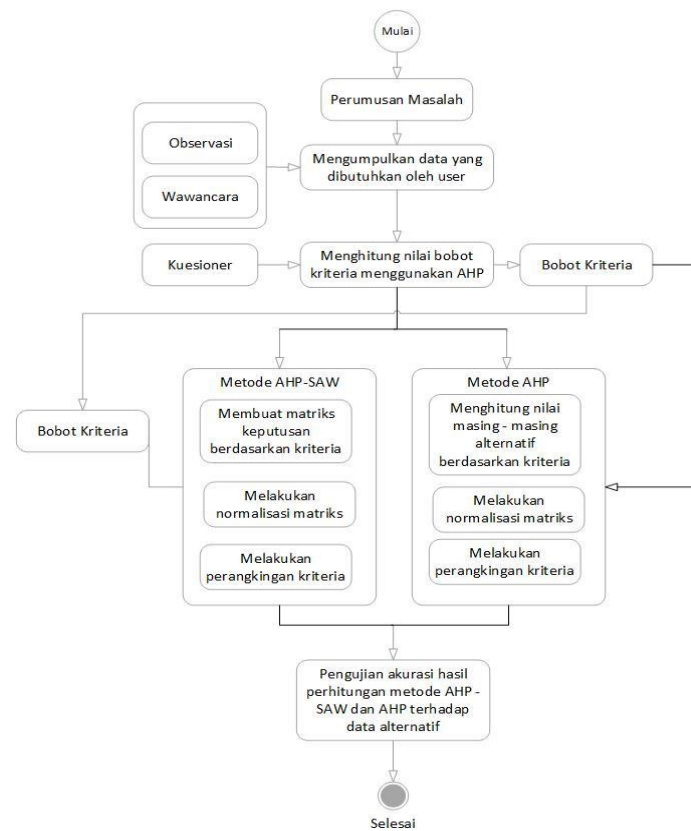 Mulai
Perumusan Masalah
Observasi
Wawancara
Mengumpulkan data yang
dibutuhkan oleh user
Kuesioner
Menghitung nilai bobot
kriteria menggunakan AHP
Bobot Kriteria
Bobot Kriteria
Metode AHP-SAW
Membuat matriks
keputusan
berdasarkan kriteria
Melakukan
normalisasi matriks
Melakukan
perangkingan kriteria
Metode AHP
Menghitung nilai
masing - masing
alternatif
berdasarkan kriteria
Melakukan
normalisasi matriks
Melakukan
perangkingan kriteria
Pengujian akurasi hasil
perhitungan metode AHP -
SAW dan AHP terhadap
data alternatif
Selesai